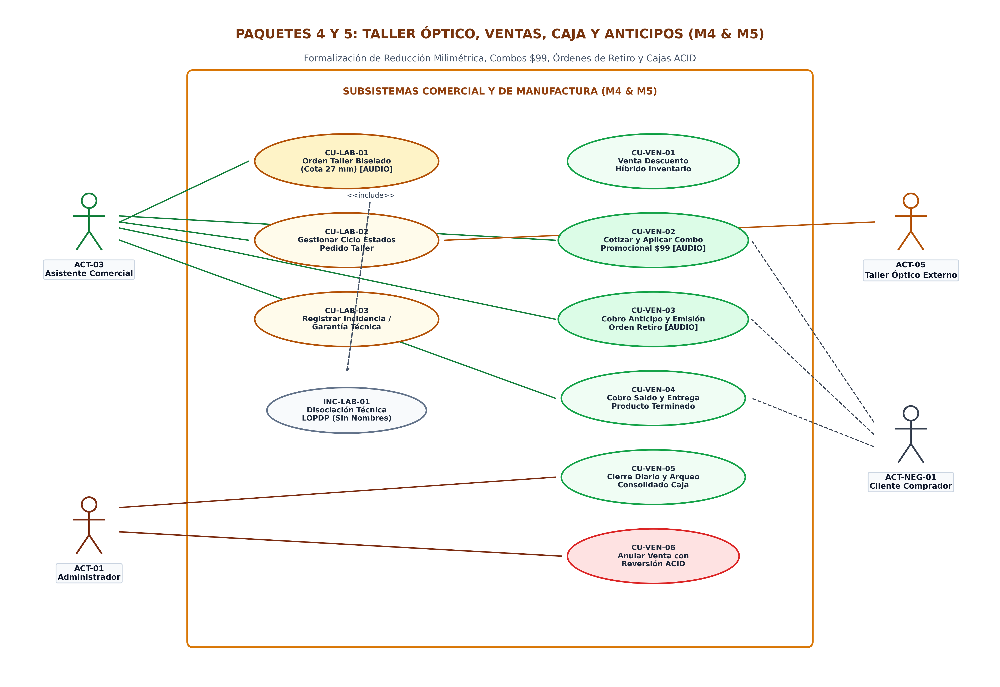 PAQUETES 4 Y 5: TALLER ÓPTICO, VENTAS, CAJA Y ANTICIPOS (M4 & M5)
Formalización de Reducción Milimétrica, Combos $99, Órdenes de Retiro y Cajas ACID
SUBSISTEMAS COMERCIAL Y DE MANUFACTURA (M4 & M5)
CU-LAB-01
Orden Taller Biselado
(Cota 27 mm) [AUDIO]
CU-VEN-01
Venta Descuento
Híbrido Inventario
<<include>>
CU-LAB-02
Gestionar Ciclo Estados
Pedido Taller
CU-VEN-02
Cotizar y Aplicar Combo
Promocional $99 [AUDIO]
ACT-03
Asistente Comercial
ACT-05
Taller Óptico Externo
CU-LAB-03
Registrar Incidencia /
Garantía Técnica
CU-VEN-03
Cobro Anticipo y Emisión
Orden Retiro [AUDIO]
INC-LAB-01
Disociación Técnica
LOPDP (Sin Nombres)
CU-VEN-04
Cobro Saldo y Entrega
Producto Terminado
CU-VEN-05
Cierre Diario y Arqueo
Consolidado Caja
ACT-NEG-01
Cliente Comprador
CU-VEN-06
Anular Venta con
Reversión ACID
ACT-01
Administrador